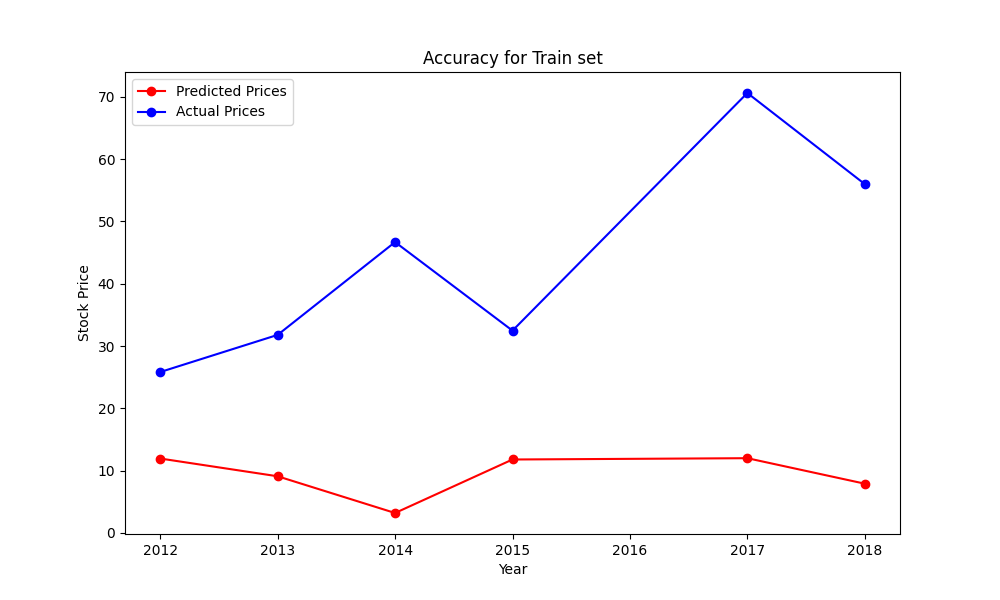 Accuracy for Train set
Predicted Prices
Actual Prices
Stock Price
70
60
50
40
30
20
10
0
2012 2013 2014 2015 2016 2017 2018
Year